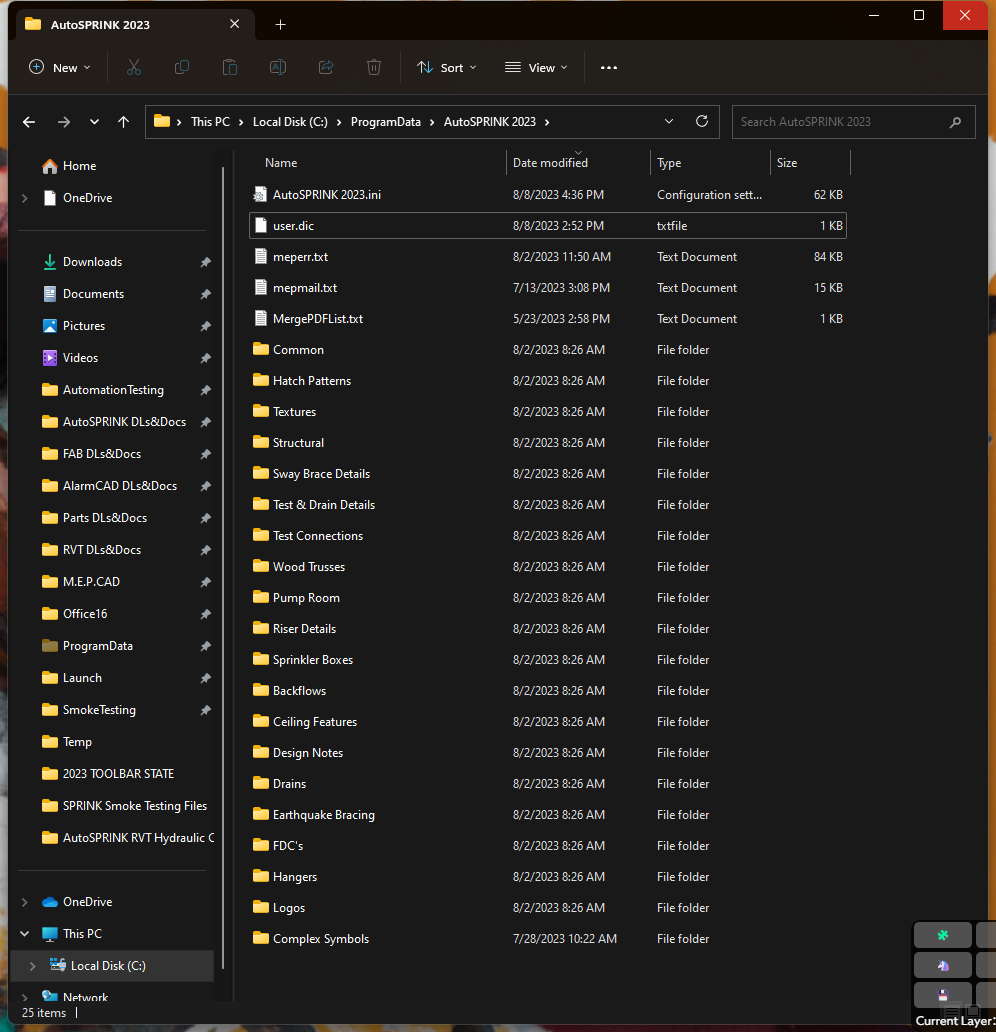 AutoSPRINK 2023
New
Sort
View
This PC > Local Disk (C:) > ProgramData > AutoSPRINK 2023 >
Search AutoSPRINK 2023
Home
OneDrive
Downloads
Documents
Pictures
Videos
AutomationTesting
AutoSPRINK DLs&Docs
FAB DLs&Docs
AlarmCAD DLs&Docs
Parts DLs&Docs
RVT DLs&Docs
M.E.P.CAD
Office16
ProgramData
Launch
SmokeTesting
Temp
2023 TOOLBAR STATE
SPRINK Smoke Testing Files
AutoSPRINK RVT Hydraulic C
OneDrive
This PC
Local Disk (C:)
Network
Name Date modified Type Size
AutoSPRINK 2023.ini 8/8/2023 4:36 PM Configuration sett... 62 KB
user.dic 8/8/2023 2:52 PM txtfile 1 KB
meperr.txt 8/2/2023 11:50 AM Text Document 84 KB
mepmail.txt 7/13/2023 3:08 PM Text Document 15 KB
MergePDFList.txt 5/23/2023 2:58 PM Text Document 1 KB
Common 8/2/2023 8:26 AM File folder
Hatch Patterns 8/2/2023 8:26 AM File folder
Textures 8/2/2023 8:26 AM File folder
Structural 8/2/2023 8:26 AM File folder
Sway Brace Details 8/2/2023 8:26 AM File folder
Test & Drain Details 8/2/2023 8:26 AM File folder
Test Connections 8/2/2023 8:26 AM File folder
Wood Trusses 8/2/2023 8:26 AM File folder
Pump Room 8/2/2023 8:26 AM File folder
Riser Details 8/2/2023 8:26 AM File folder
Sprinkler Boxes 8/2/2023 8:26 AM File folder
Backflows 8/2/2023 8:26 AM File folder
Ceiling Features 8/2/2023 8:26 AM File folder
Design Notes 8/2/2023 8:26 AM File folder
Drains 8/2/2023 8:26 AM File folder
Earthquake Bracing 8/2/2023 8:26 AM File folder
FDC's 8/2/2023 8:26 AM File folder
Hangers 8/2/2023 8:26 AM File folder
Logos 8/2/2023 8:26 AM File folder
Complex Symbols 7/28/2023 10:22 AM File folder
25 items
Current Layer: